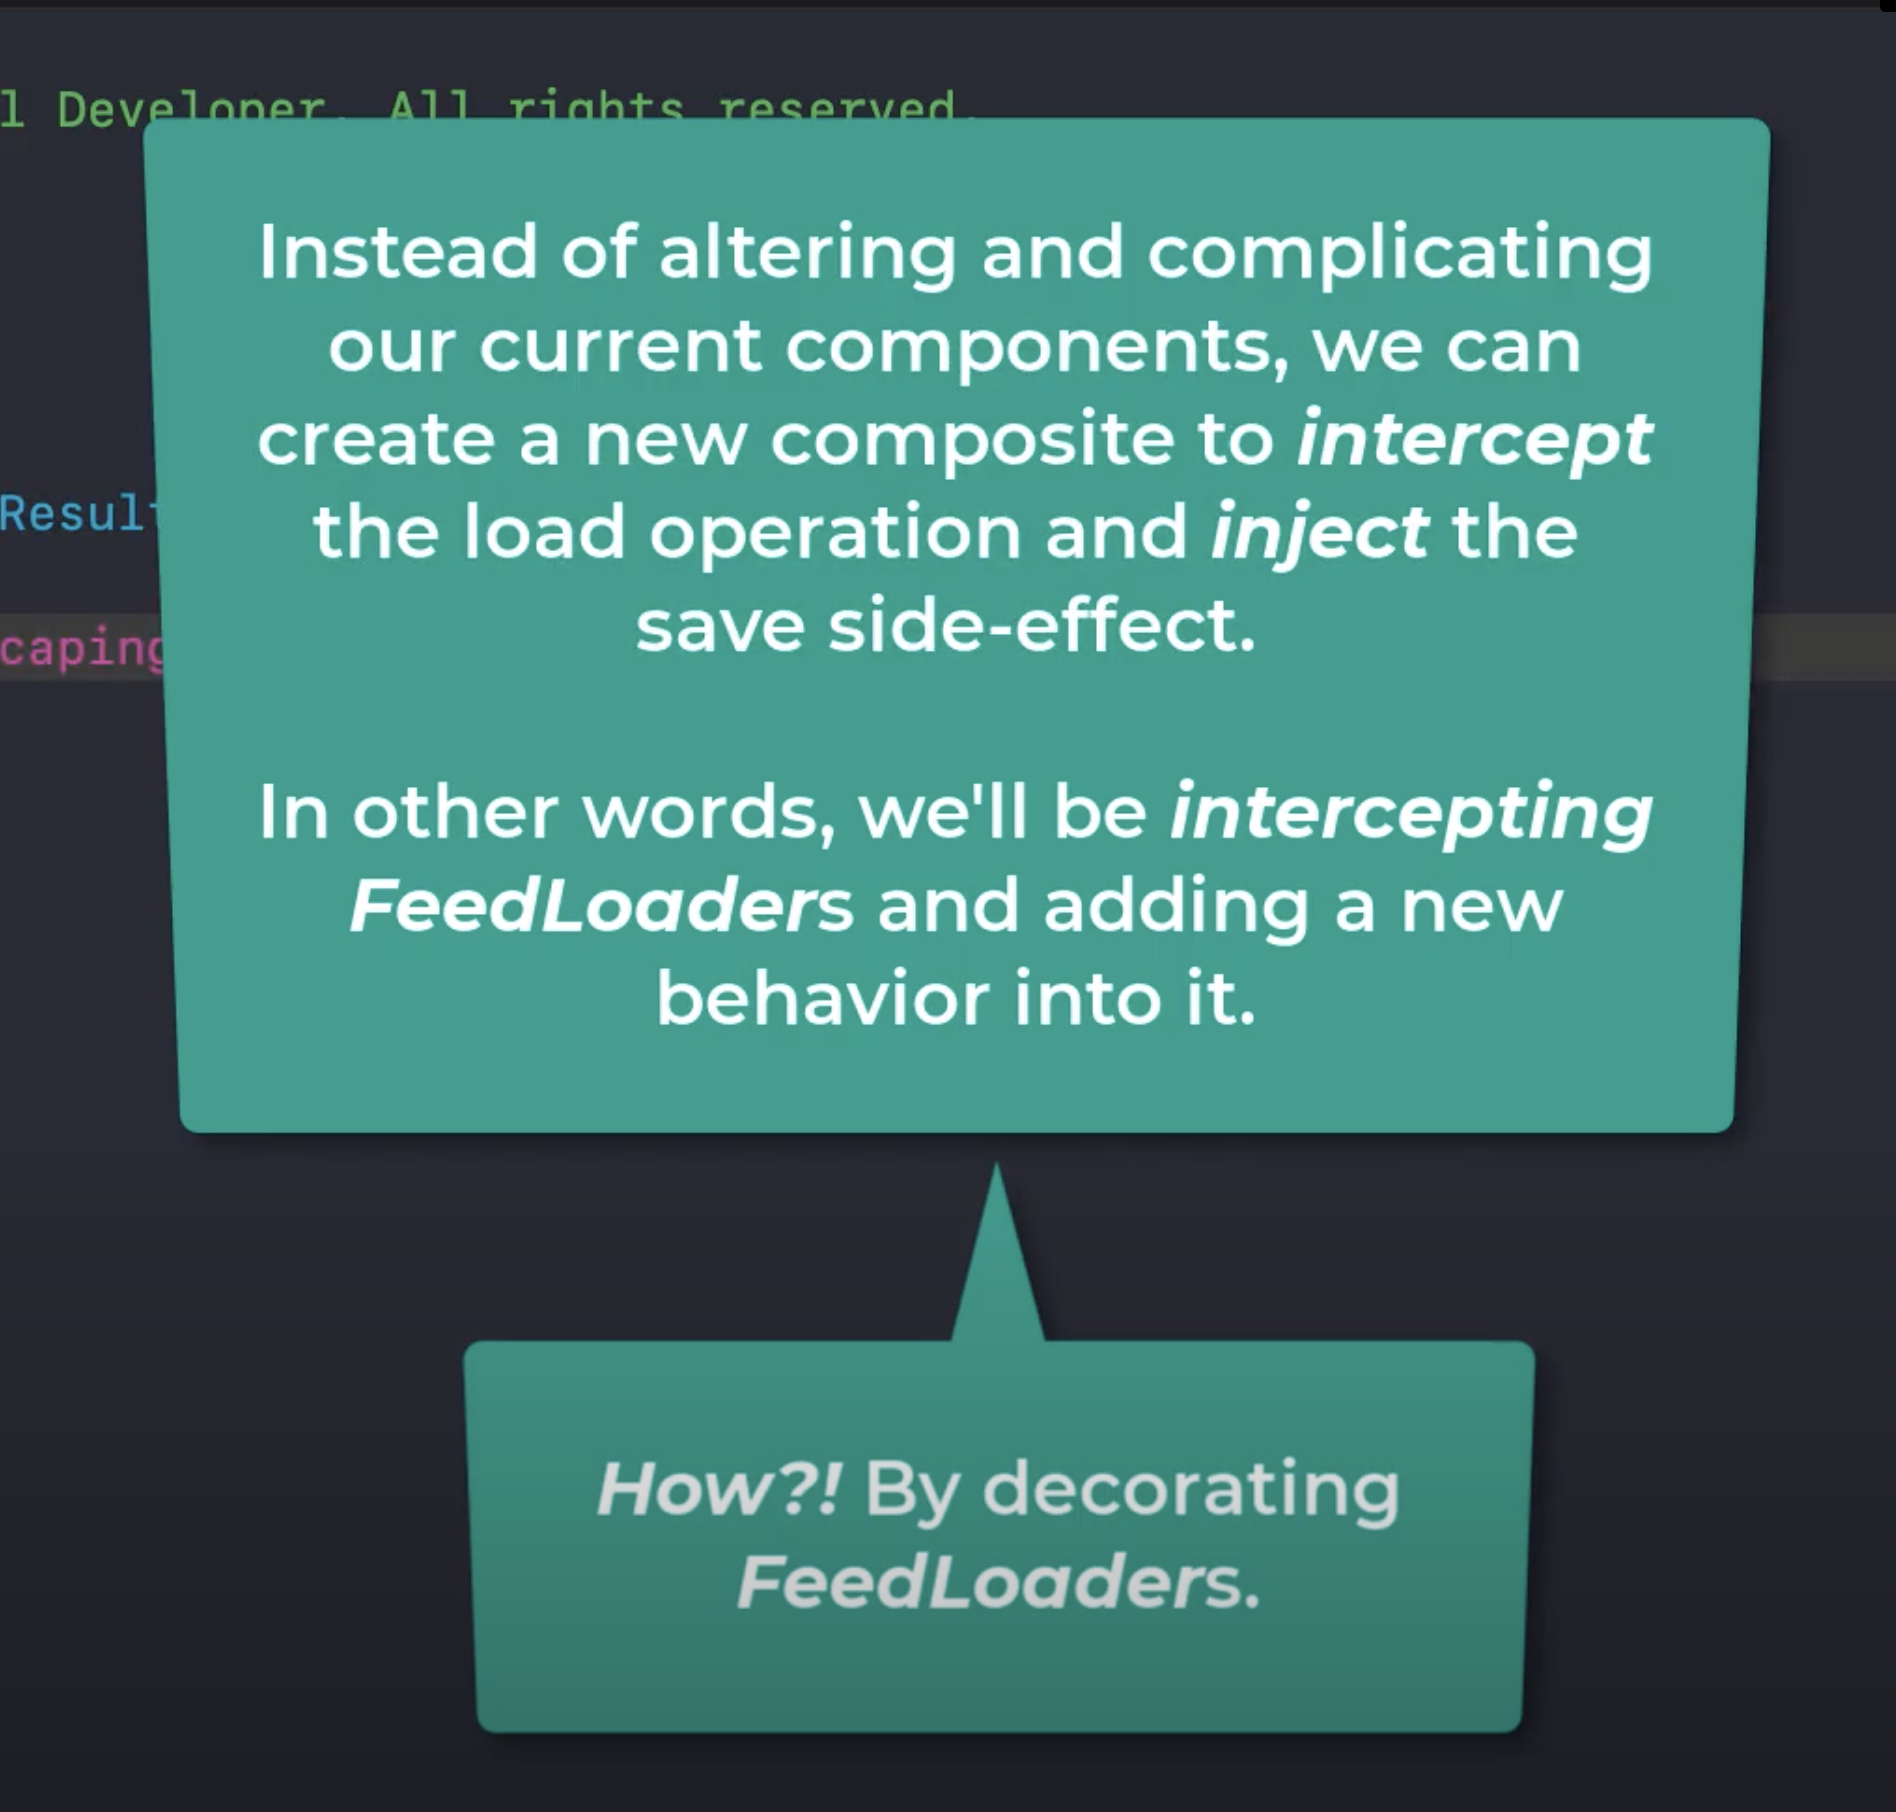 l Developer. All rights reserved.
Instead of altering and complicating
our current components, we can
create a new composite to intercept
Result
the load operation and inject the
save side-effect.
caping
In other words, we'll be intercepting
FeedLoaders and adding a new
behavior into it.
How?! By decorating
FeedLoaders.